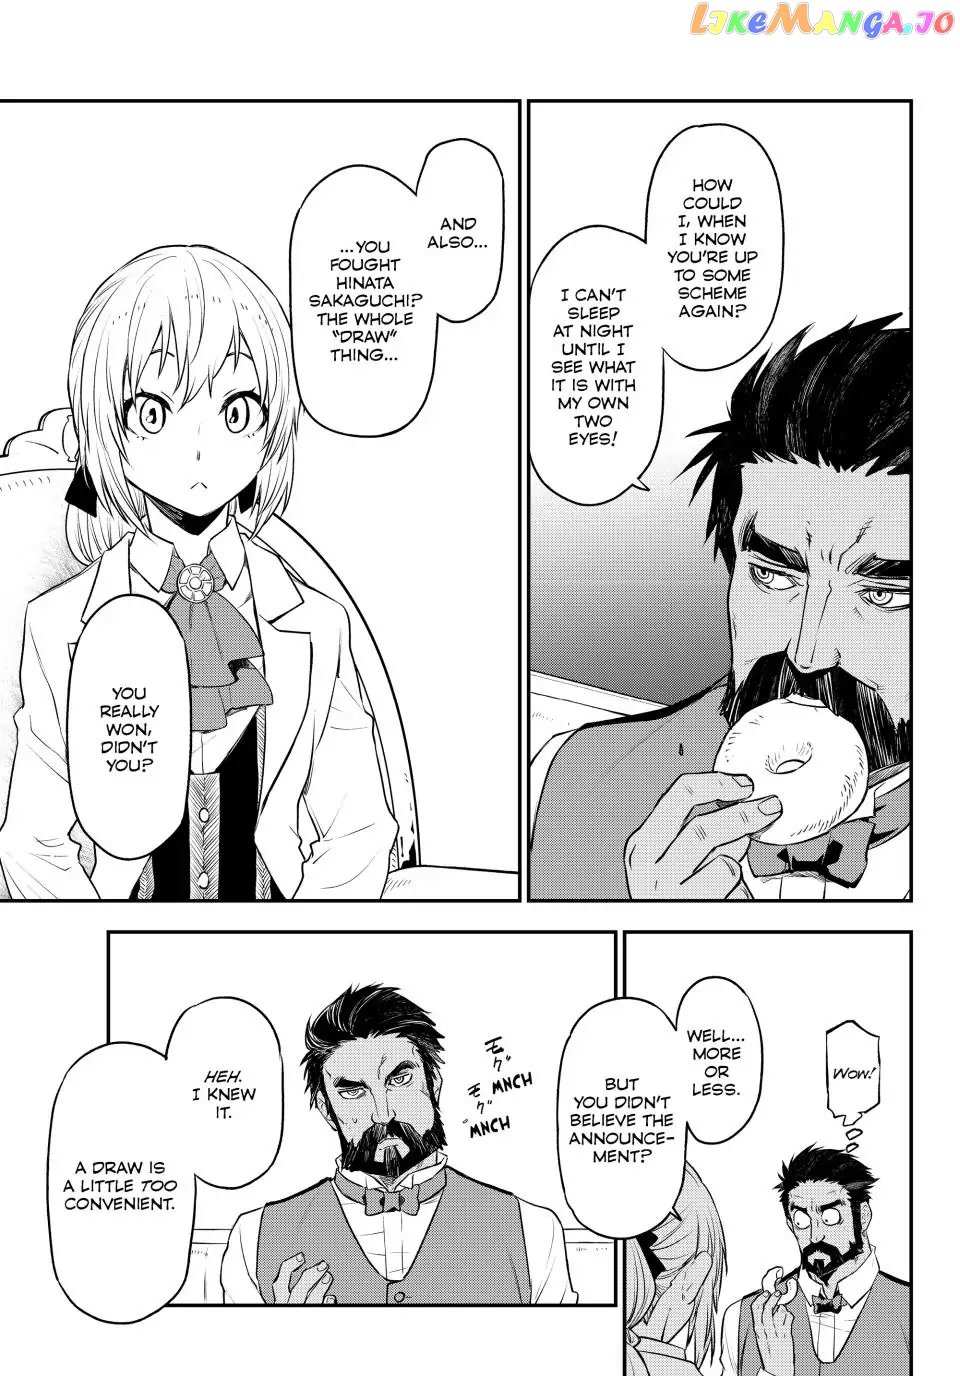 LIKEMANGA.IO
HOW
COULD
I, WHEN
I KNOW
YOU'RE UP
TO SOME
SCHEME
AGAIN?
I CAN'T
SLEEP
AT NIGHT
UNTIL I
SEE WHAT
IT IS WITH
MY OWN
TWO
EYES!
AND
ALSO...
...YOU
FOUGHT
HINATA
SAKAGUCHI?
THE WHOLE
"DRAW"
THING...
YOU
REALLY
WON,
DIDN'T
YOU?
WOW!
WELL...
MORE
OR
LESS.
BUT
YOU DIDN'T
BELIEVE THE
ANNOUNCE-
MENT?
モグ
MNCH
モグ
MNCH
HEH.
I KNEW
IT.
A DRAW IS
A LITTLE TOO
CONVENIENT.